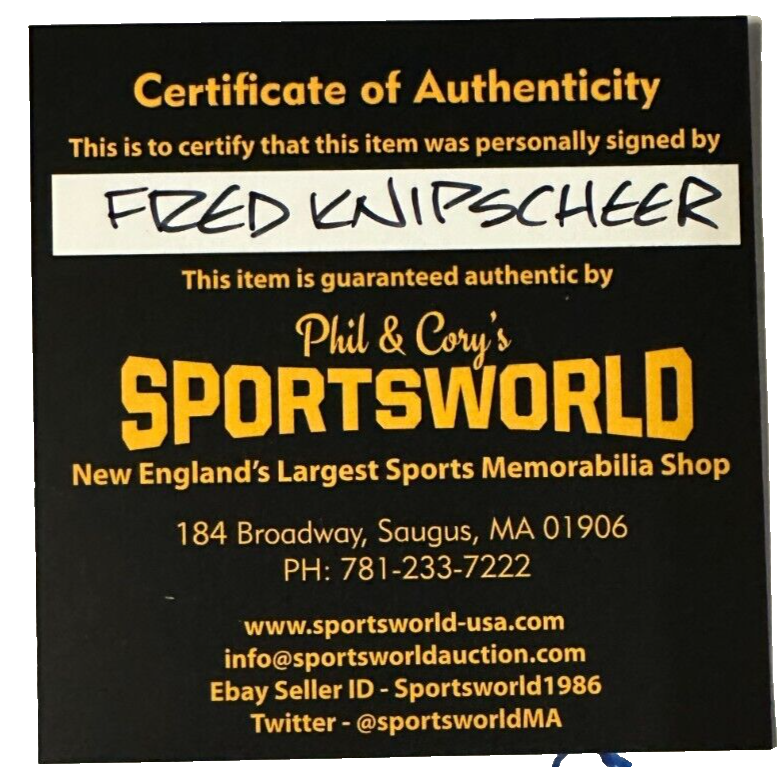 Certificate of Authenticity
This is to certify that this item was personally signed by
FRED KNIPSCHEER
This item is guaranteed authentic by
Phil & Cory's
SPORTSWORLD
New England's Largest Sports Memorabilia Shop
184 Broadway, Saugus, MA 01906
PH: 781-233-7222
www.sportsworld-usa.com
info@sportsworldauction.com
Ebay Seller ID - Sportsworld1986
Twitter - @sportsworldMA